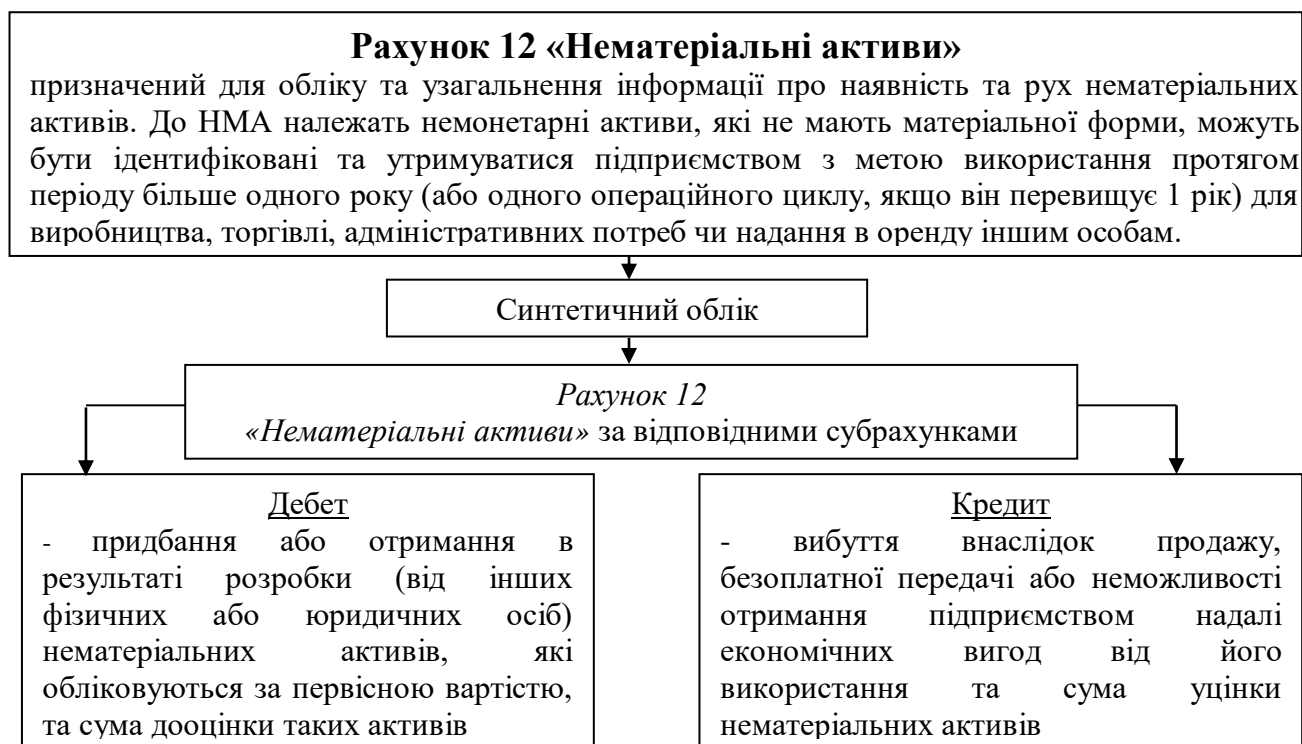 Рахунок 12 «Нематеріальні активи»
призначений для обліку та узагальнення інформації про наявність та рух нематеріальних
активів. До НМА належать немонетарні активи, які не мають матеріальної форми, можуть
бути ідентифіковані та утримуватися підприємством з метою використання протягом
періоду більше одного року (або одного операційного циклу, якщо він перевищує 1 рік) для
виробництва, торгівлі, адміністративних потреб чи надання в оренду іншим особам.
Синтетичний облік
Рахунок 12
«Нематеріальні активи» за відповідними субрахунками
Дебет
- придбання або отримання в
результаті розробки (від інших
фізичних або юридичних осіб)
нематеріальних активів, які
обліковуються за первісною вартістю,
та сума дооцінки таких активів
Кредит
- вибуття внаслідок продажу,
безоплатної передачі або неможливості
отримання підприємством надалі
економічних вигод від його
використання та сума уцінки
нематеріальних активів